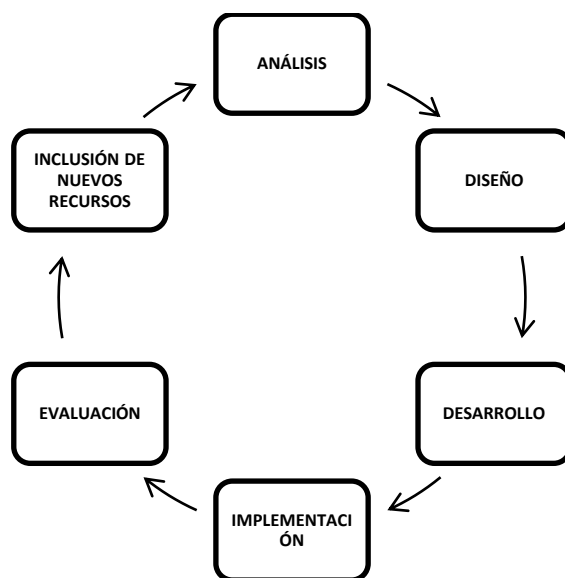 ANÁLISIS
DISEÑO
DESARROLLO
IMPLEMENTACI
ÓN
EVALUACIÓN
INCLUSIÓN DE
NUEVOS
RECURSOS